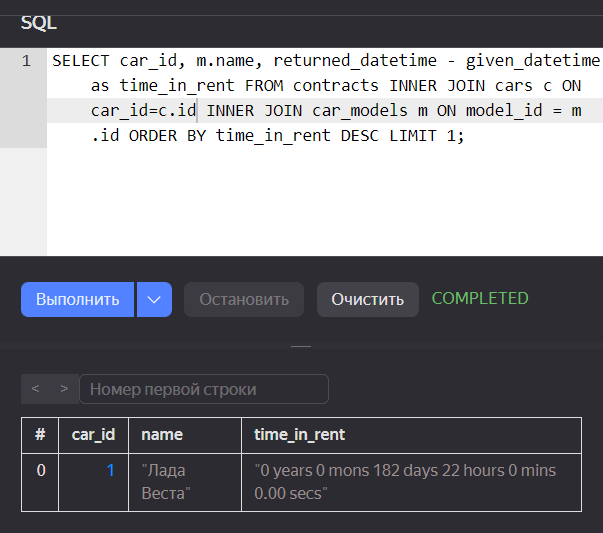 SQL
1 SELECT car_id, m.name, returned_datetime - given_datetime
as time_in_rent FROM contracts INNER JOIN cars c ON
car_id=c.id INNER JOIN car_models m ON model_id = m
.id ORDER BY time_in_rent DESC LIMIT 1;
Выполнить Остановить Очистить COMPLETED
< > Номер первой строки
# car_id name time_in_rent
0 1 "Лада "0 years 0 mons 182 days 22 hours 0 mins
Веста" 0.00 secs"